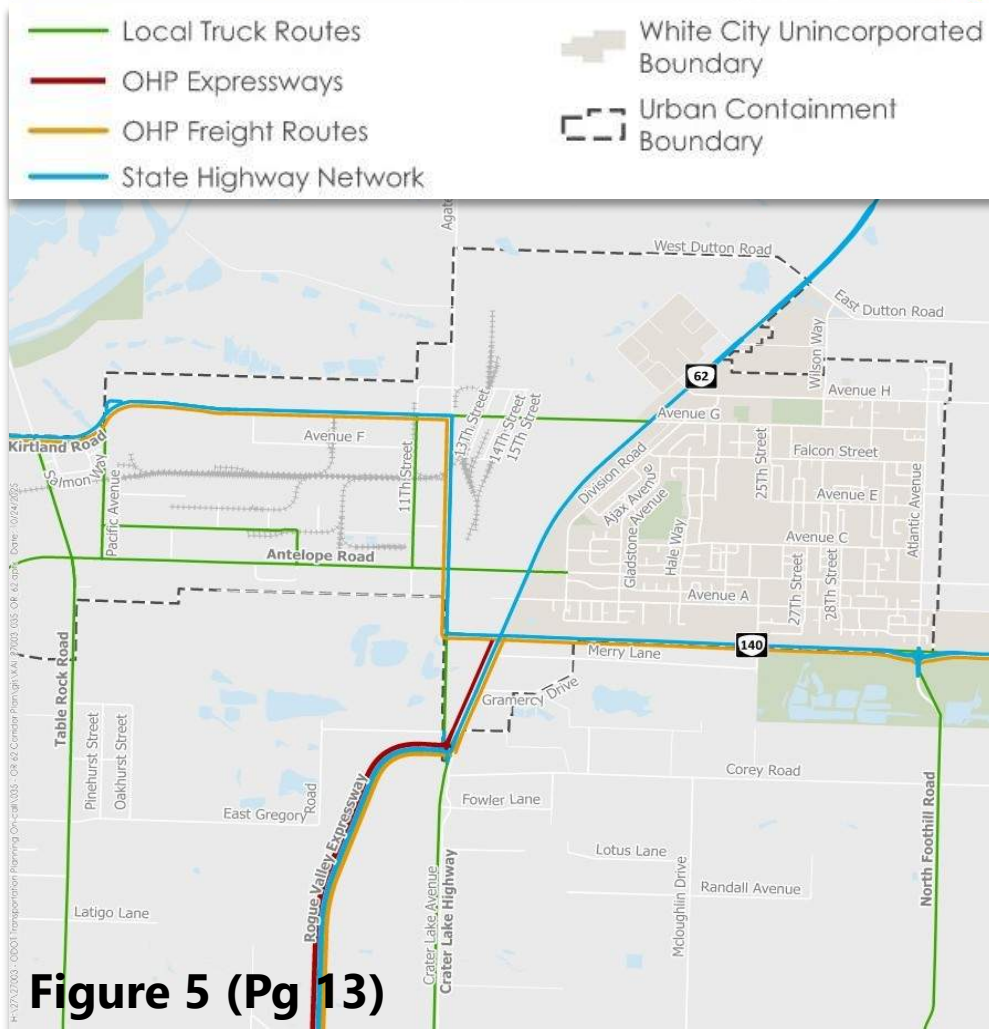 Local Truck Routes
OHP Expressways
OHP Freight Routes
State Highway Network
White City Unincorporated
Boundary
Urban Containment
Boundary
West Dutton Road
East Dutton Road
Wilson Way
62
Avenue H
Avenue G
13Th Street
14Th Street
15Th Street
Kirtland Road
Avenue F
Division Road
25Th Street
Falcon Street
Salmon Way
Pacific Avenue
11Th Street
Ajax Avenue
Gladstone Avenue
Hale Way
Avenue E
Atlantic Avenue
Avenue C
Antelope Road
27Th Street
28Th Street
Avenue A
140
Merry Lane
Table Rock Road
Gramercy Drive
Pinehurst Street
Oakhurst Street
Corey Road
East Gregory Road
Fowler Lane
Rogue Valley Expressway
Lotus Lane
Mcloughlin Drive
Randall Avenue
North Foothill Road
Crater Lake Avenue
Crater Lake Highway
Latigo Lane
Figure 5 (Pg 13)